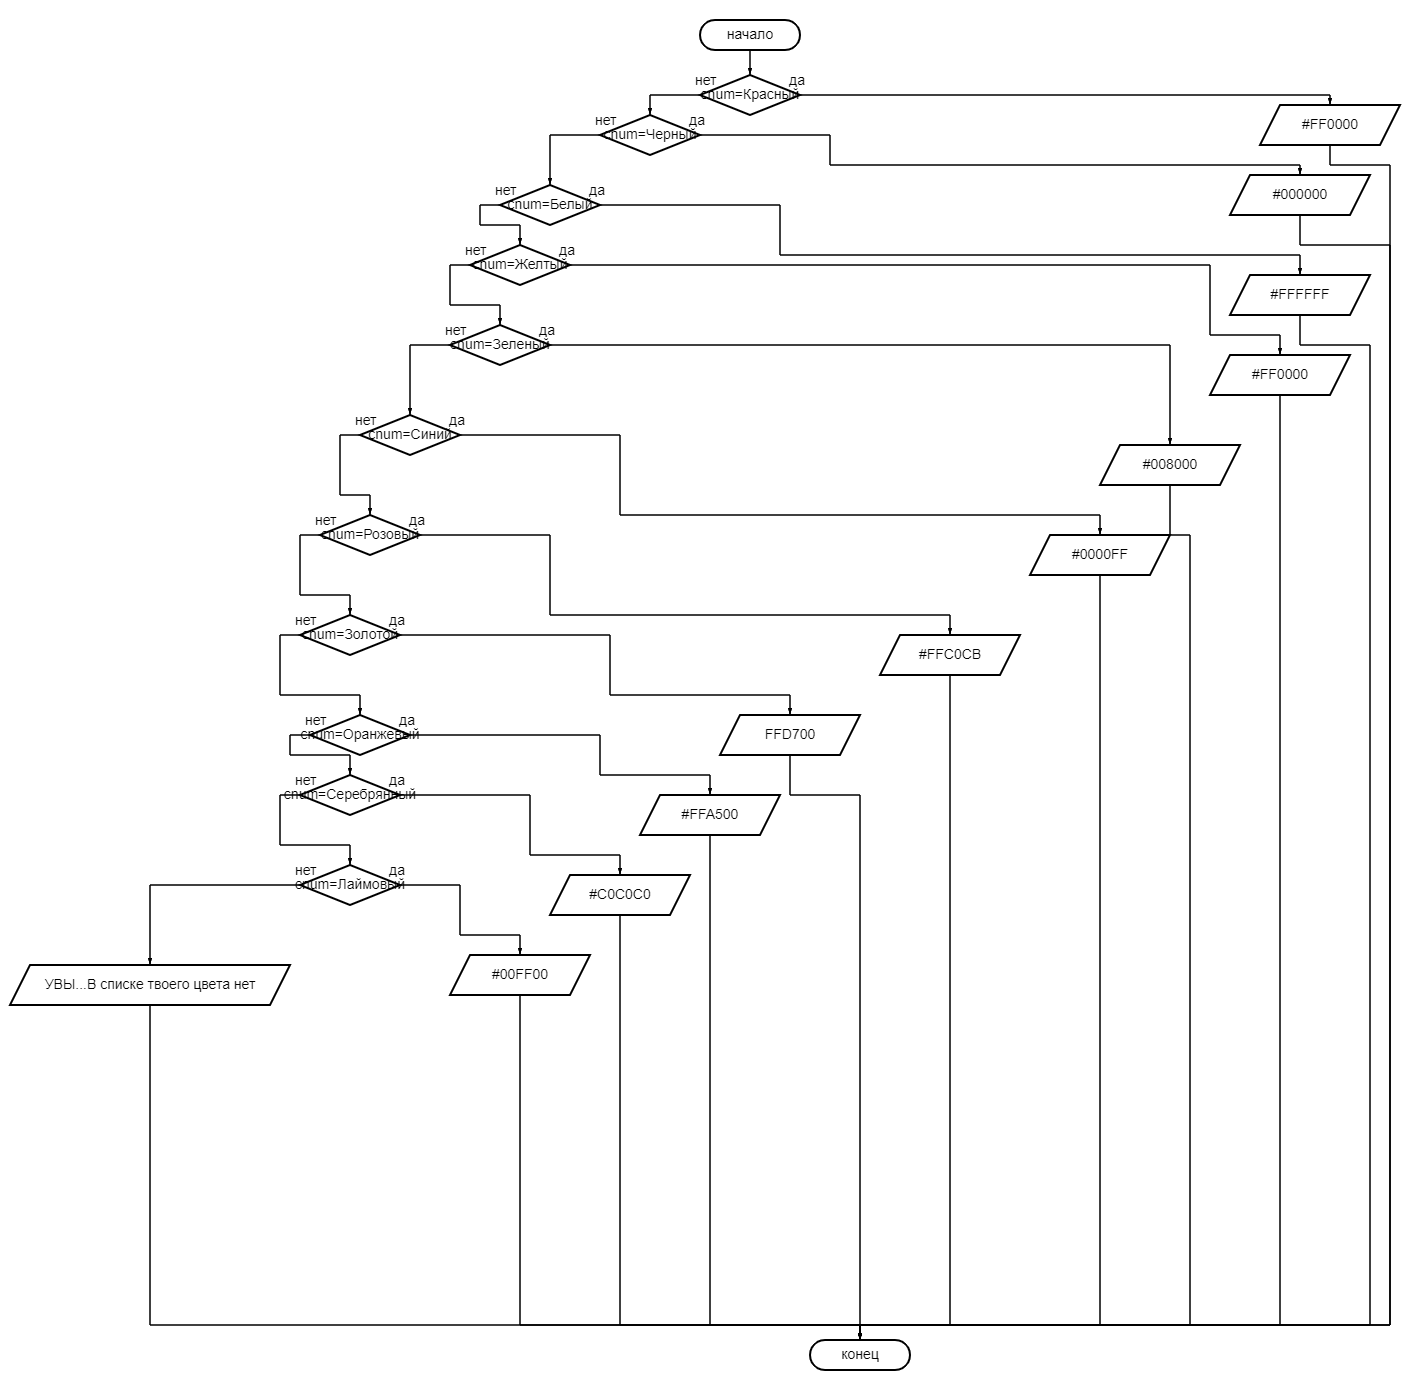 начало
нет
да
cnum=Красный
нет
да
cnum=Черный
#FF0000
нет
да
cnum=Белый
#000000
нет
да
cnum=Желтый
#FFFFFF
нет
да
cnum=Зеленый
#FF0000
нет
да
cnum=Синий
#008000
нет
да
cnum=Розовый
#0000FF
нет
да
cnum=Золотой
#FFC0CB
нет
да
cnum=Оранжевый
FFD700
нет
да
cnum=Серебрянный
#FFA500
нет
да
cnum=Лаймовый
#C0C0C0
#00FF00
УВЫ...В списке твоего цвета нет
конец